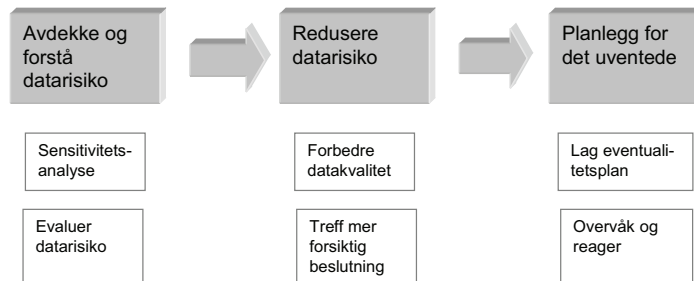 Avdekke og
forstå
datarisiko
Redusere
datarisiko
Planlegg for
det uventede
Sensitivitets-
analyse
Forbedre
datakvalitet
Lag eventuali-
tetsplan
Evaluer
datarisiko
Treff mer
forsiktig
beslutning
Overvåk og
reager